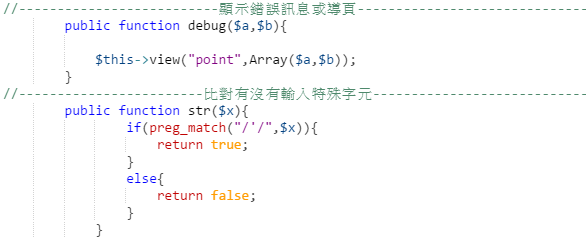 //--------------------------顯示錯誤訊息或導頁------------------------------
public function debug($a,$b){
$this->view("point",Array($a,$b));
}
//------------------------比對有沒有輸入特殊字元----------------------------
public function str($x){
if(preg_match("/'/",$x)){
return true;
}
else{
return false;
}
}